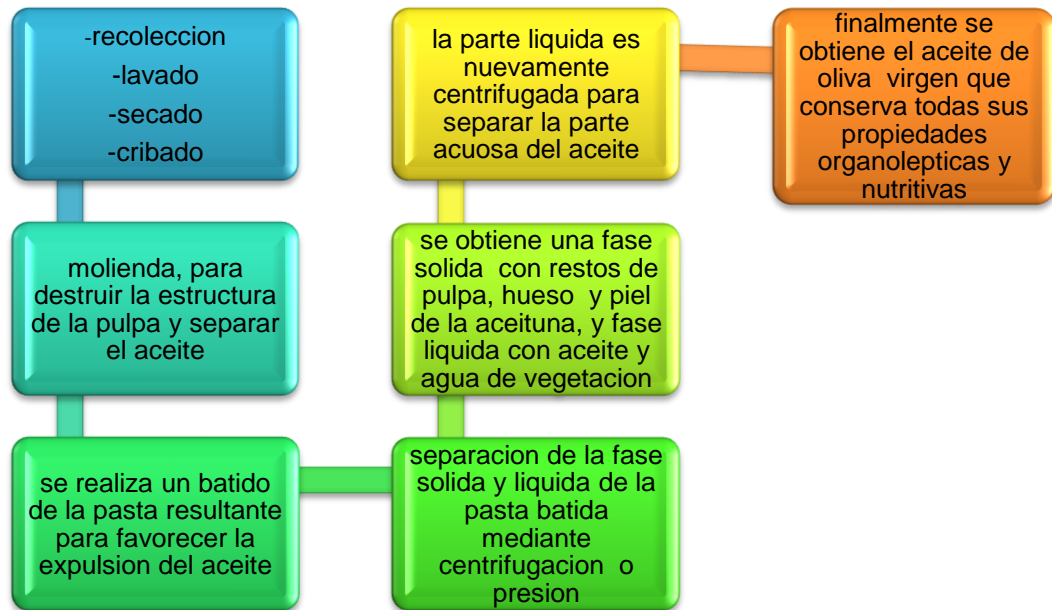 -recoleccion
-lavado
-secado
-cribado
molienda, para
destruir la estructura
de la pulpa y separar
el aceite
se realiza un batido
de la pasta resultante
para favorecer la
expulsion del aceite
separacion de la fase
solida y liquida de la
pasta batida
mediante
centrifugacion o
presion
se obtiene una fase
solida con restos de
pulpa, hueso y piel
de la aceituna, y fase
liquida con aceite y
agua de vegetacion
la parte liquida es
nuevamente
centrifugada para
separar la parte
acuosa del aceite
finalmente se
obtiene el aceite de
oliva virgen que
conserva todas sus
propiedades
organolepticas y
nutritivas